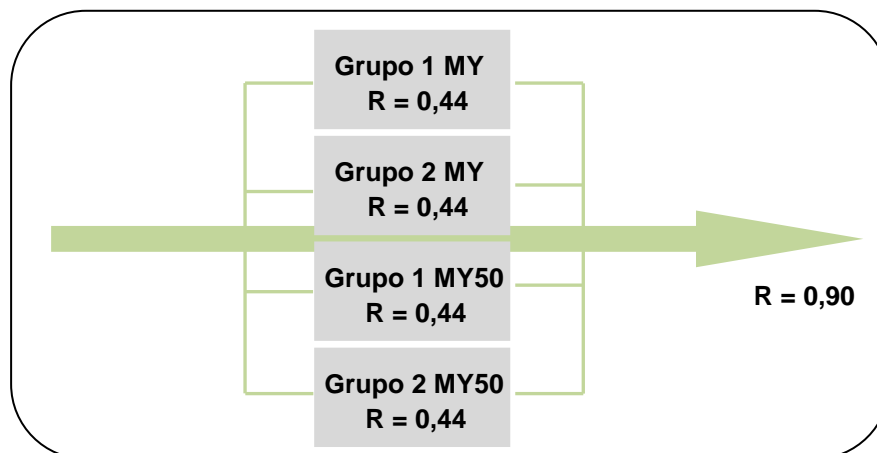 Grupo 1 MY
R = 0,44
Grupo 2 MY
R = 0,44
Grupo 1 MY50
R = 0,44
R = 0,90
Grupo 2 MY50
R = 0,44